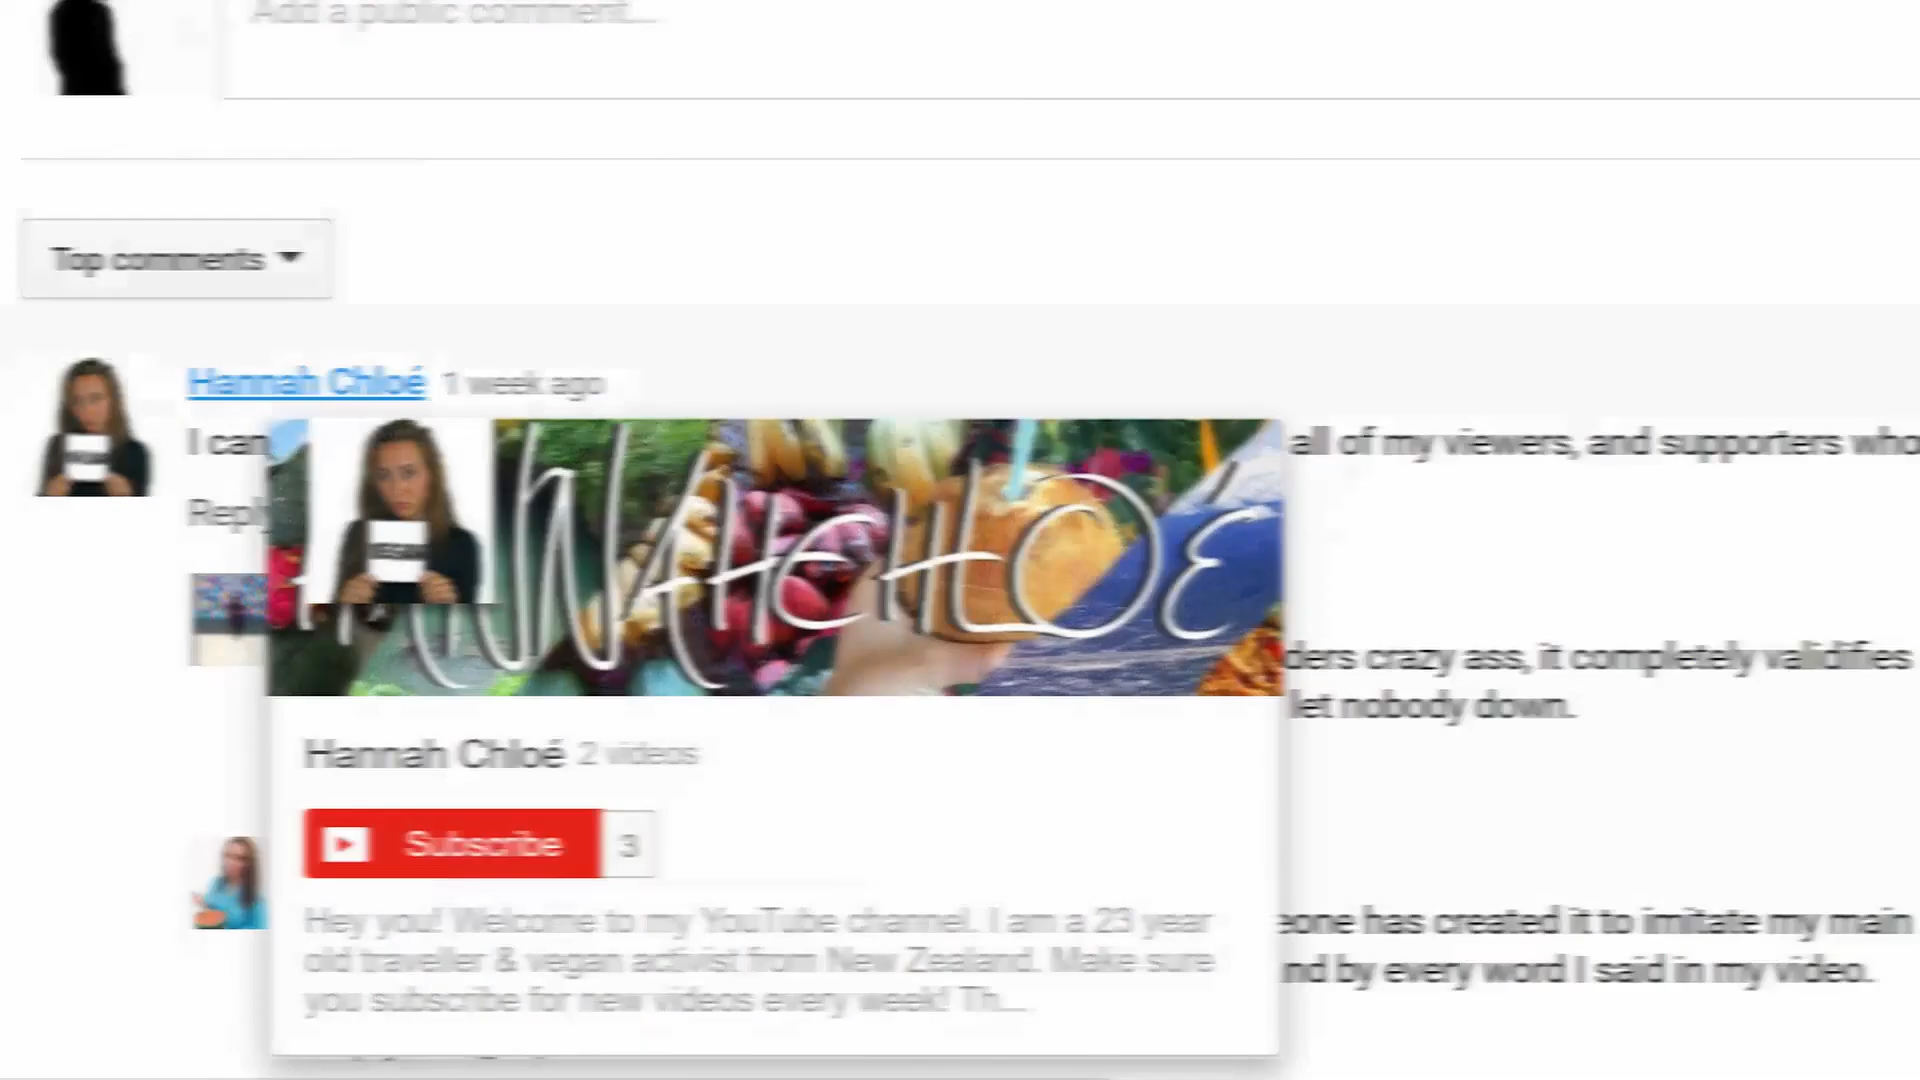 Add a public comment...
Top comments
Hannah Chloé 1 week ago
I can all of my viewers, and supporters who
Reply
NNAHCHLOÉ
ders crazy ass, it completely validifies
let nobody down.
Hannah Chloé 2 videos
Subscribe 3
Hey you! Welcome to my YouTube channel. I am a 23 year
old traveller & vegan activist from New Zealand. Make sure
you subscribe for new videos every week! Th...
eone has created it to imitate my main
nd by every word I said in my video.